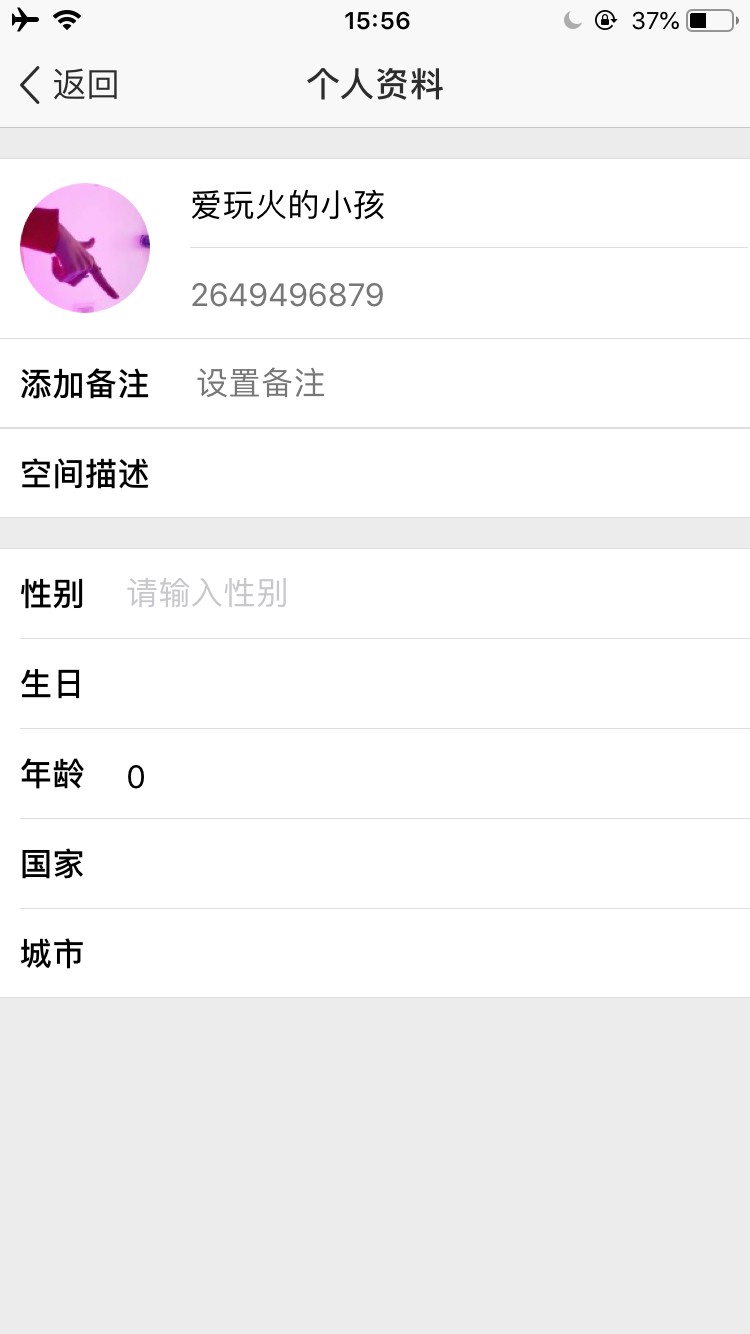 15:56
37%
返回
个人资料
爱玩火的小孩
2649496879
添加备注 设置备注
空间描述
性别 请输入性别
生日
年龄 0
国家
城市